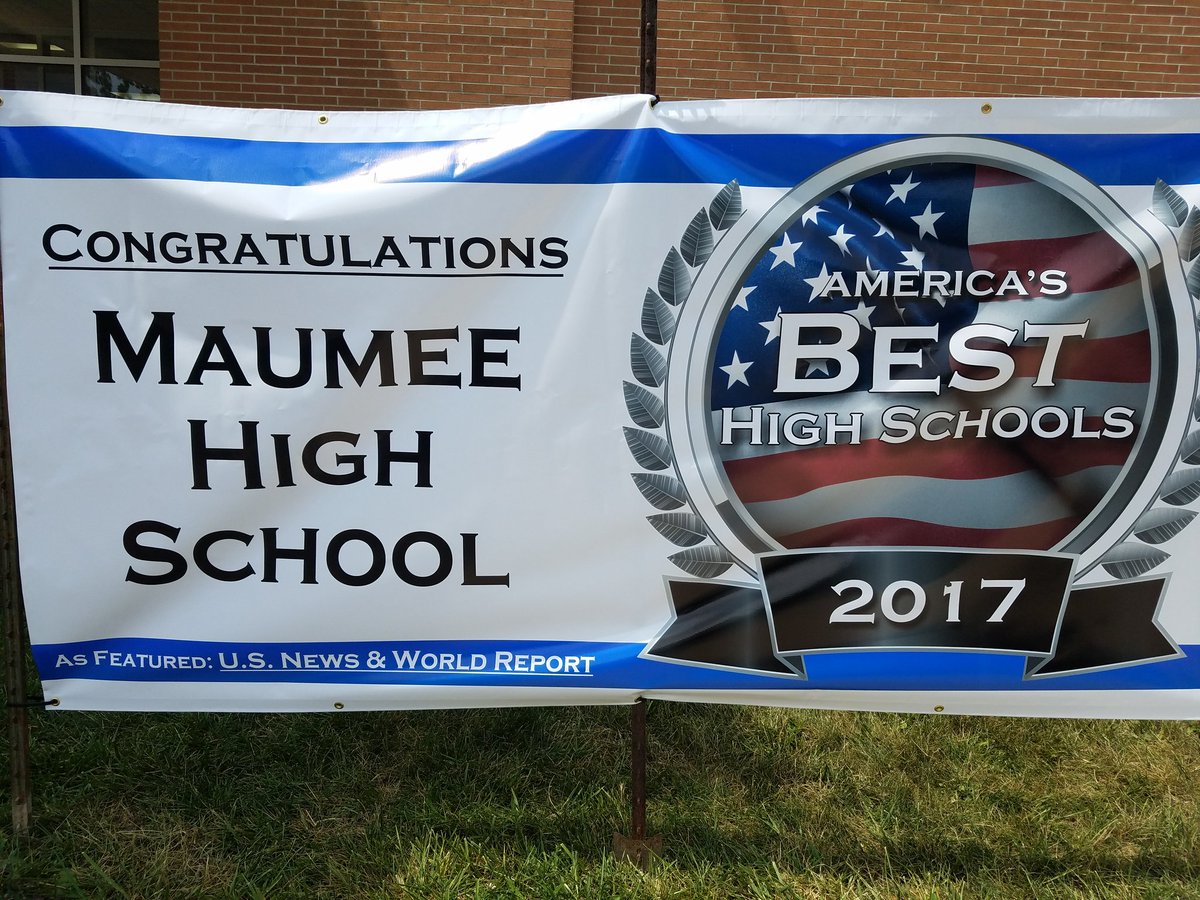 CONGRATULATIONS
MAUMEE
HIGH
SCHOOL
AS FEATURED: U.S. NEWS & WORLD REPORT
AMERICA'S
BEST
HIGH SCHOOLS
2017